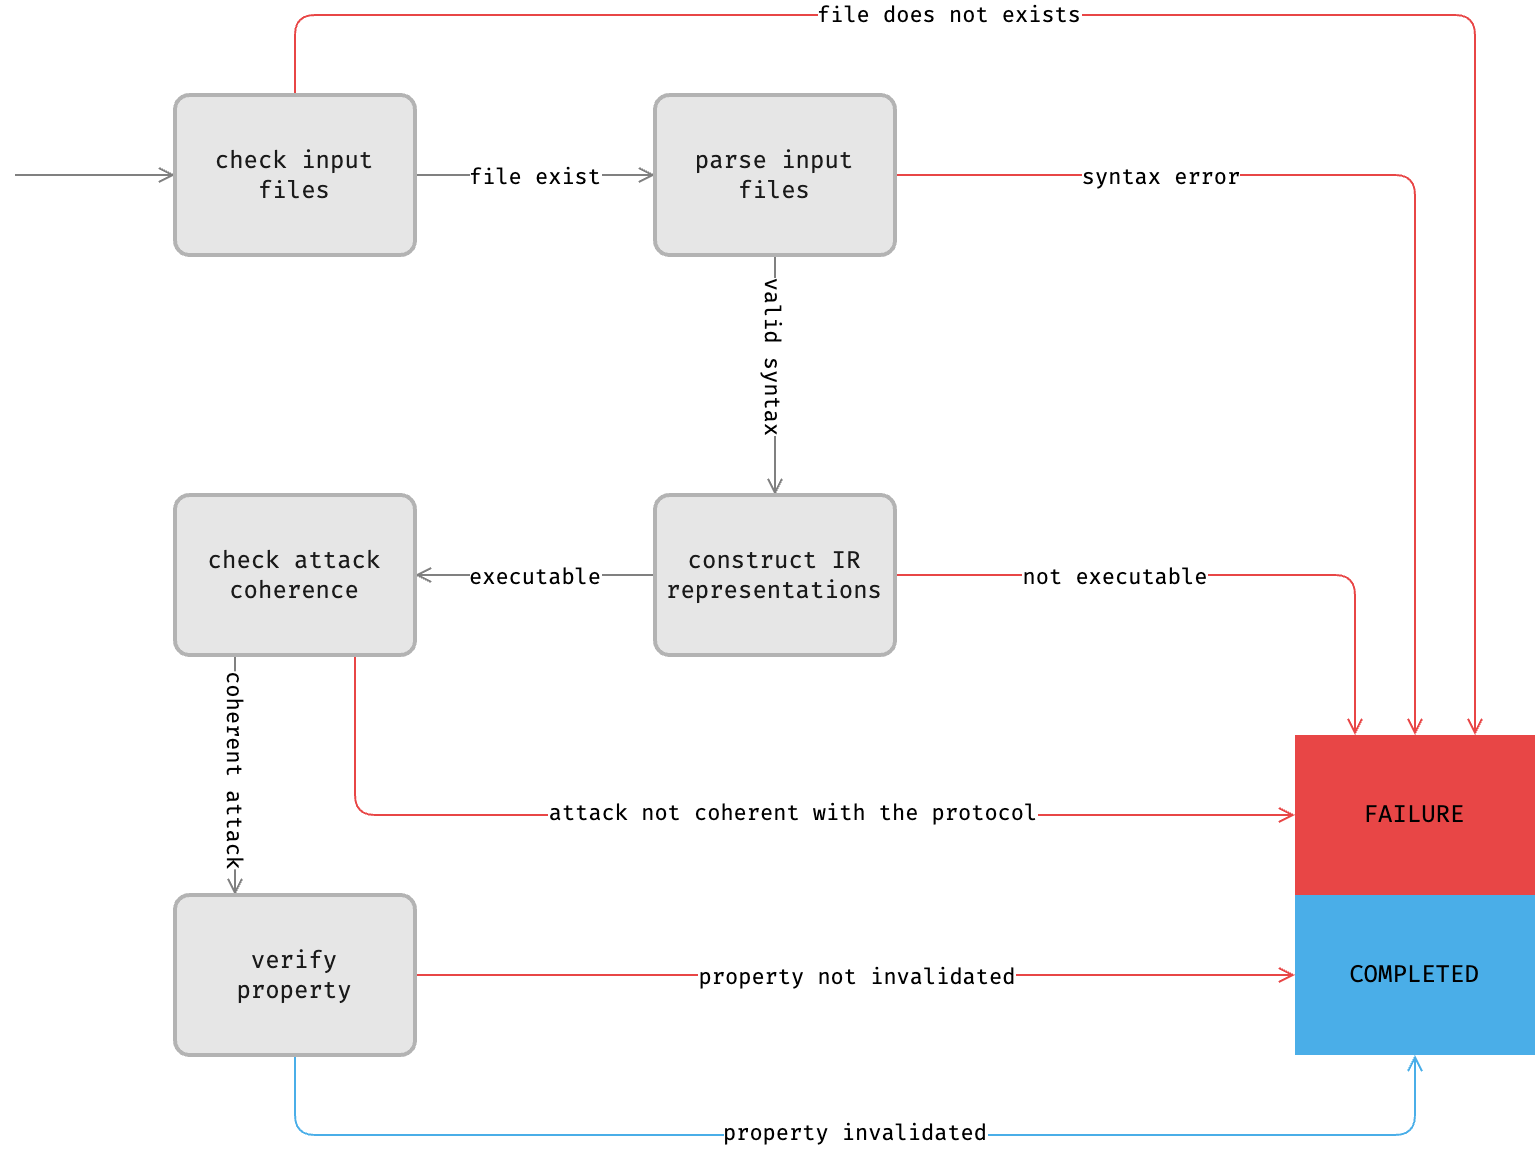 file does not exists
check input
files
file exist
parse input
files
syntax error
valid syntax
check attack
coherence
executable
construct IR
representations
not executable
coherent attack
attack not coherent with the protocol
FAILURE
verify
property
property not invalidated
COMPLETED
property invalidated